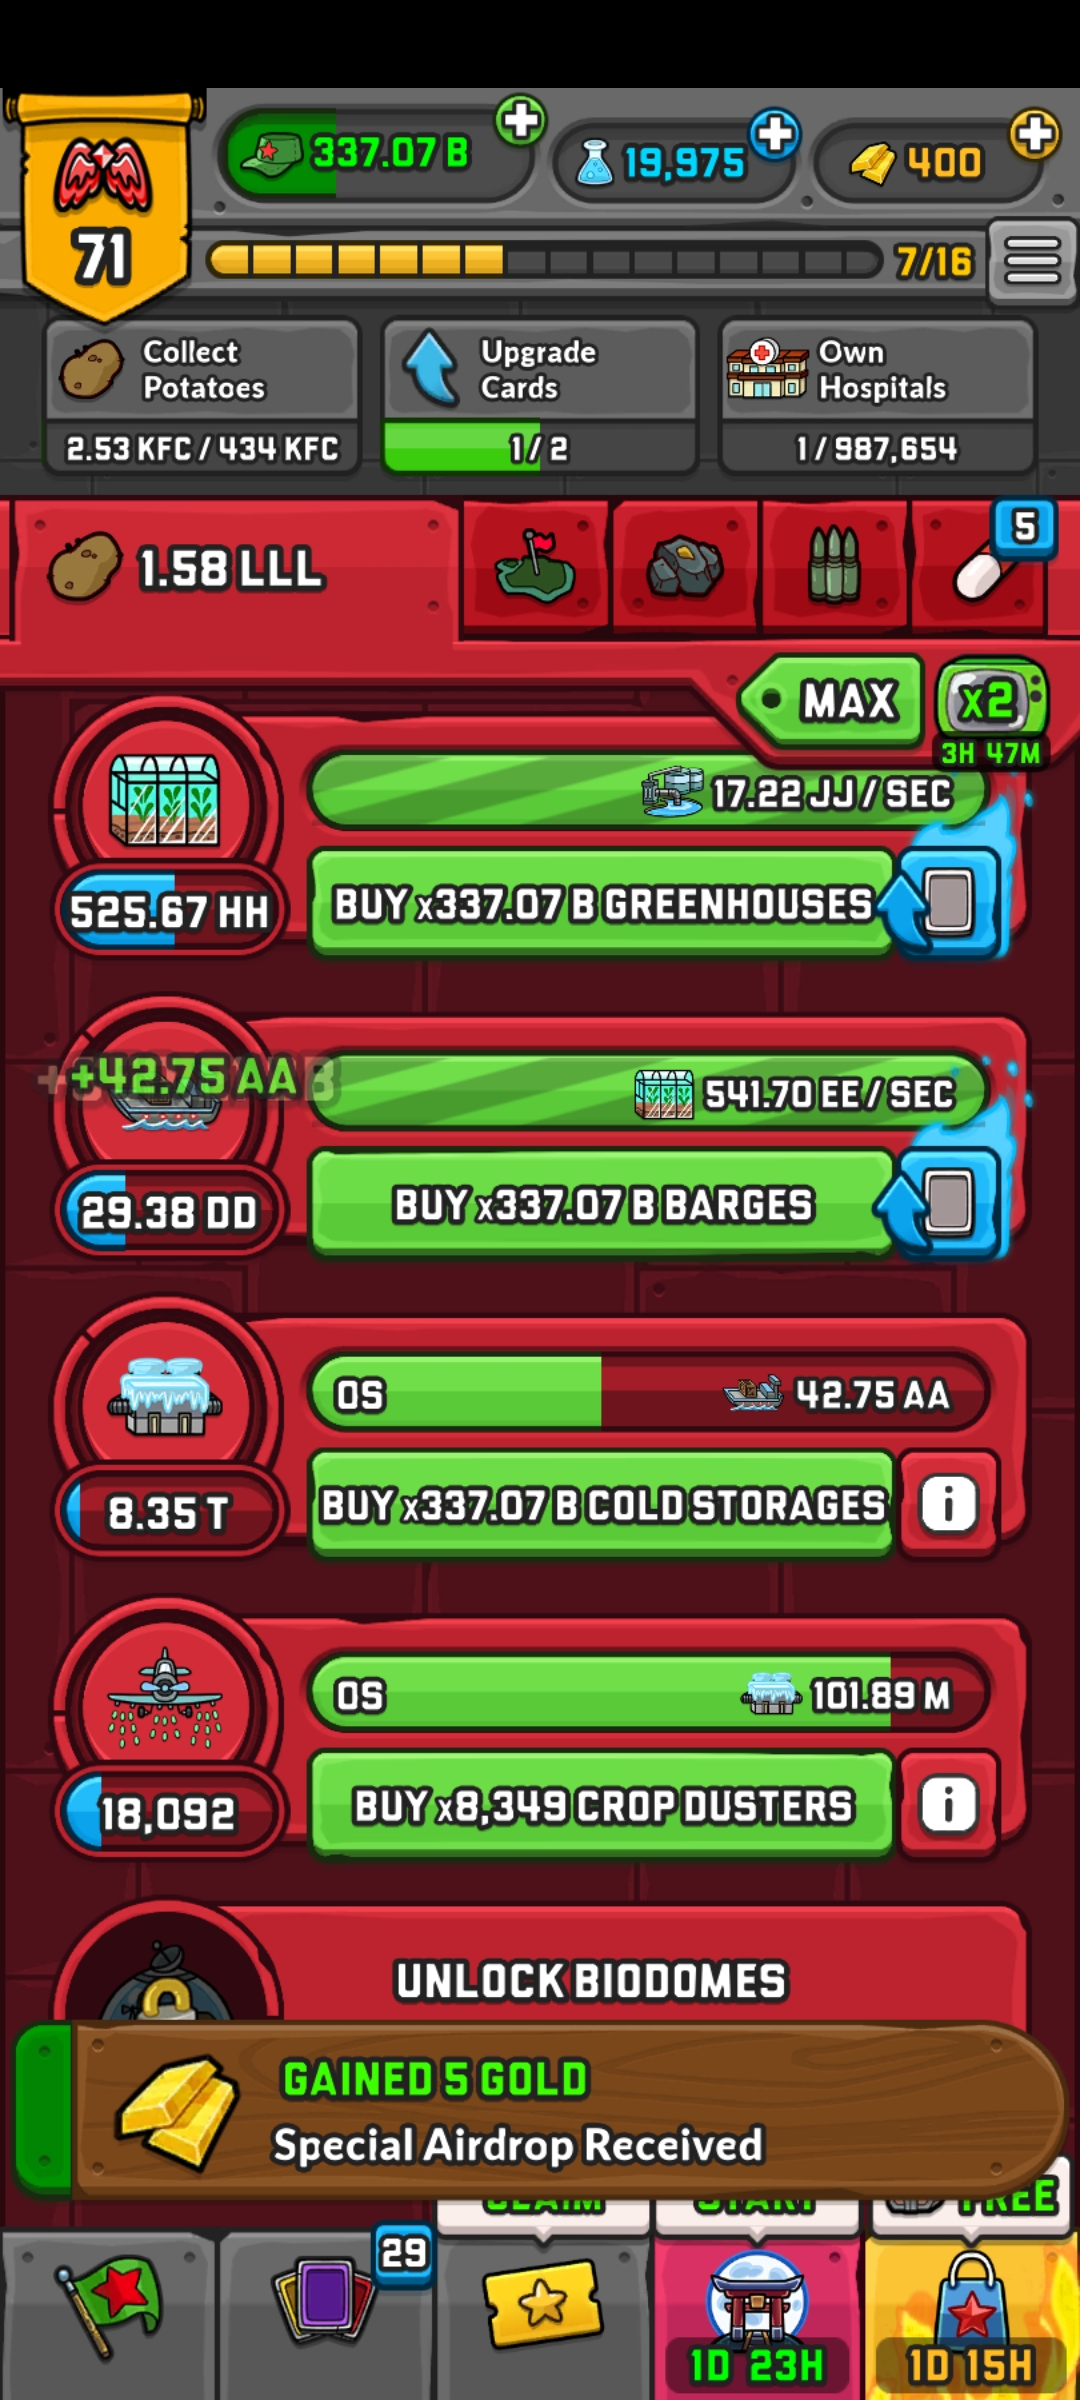 71
337.07 B
19,975
400
7/16
Collect
Potatoes
2.53 KFC / 434 KFC
Upgrade
Cards
1/ 2
Own
Hospitals
1 / 987,654
1.58 LLL
5
MAX
x2
3H 47M
17.22 JJ / SEC
525.67 HH
BUY x337.07 B GREENHOUSES
+42.75 AA
541.70 EE / SEC
29.38 DD
BUY x337.07 B BARGES
0S
42.75 AA
8.35 T
BUY x337.07 B COLD STORAGES
i
0S
101.89 M
18,092
BUY x8,349 CROP DUSTERS
i
UNLOCK BIODOMES
GAINED 5 GOLD
Special Airdrop Received
CLAIM
START
FREE
29
1D 23H
1D 15H